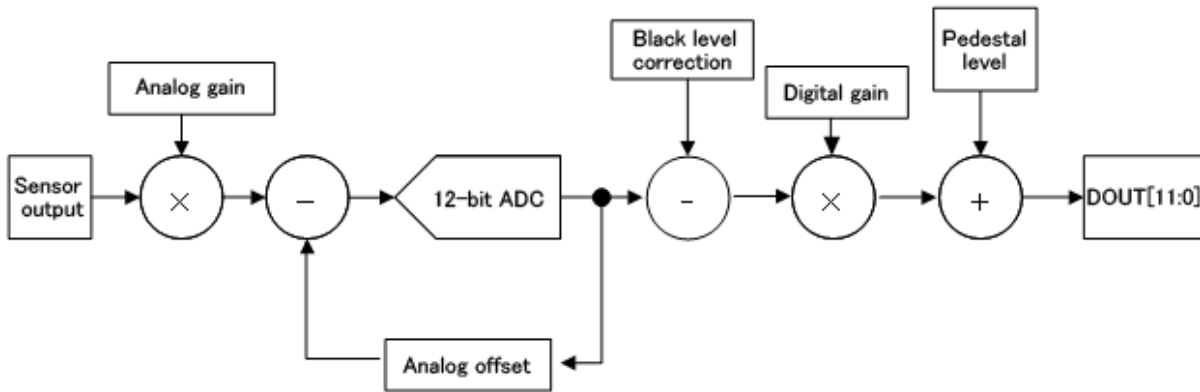 Black level
correction
Pedestal
level
Analog gain
Digital gain
Sensor
output
×
−
12-bit ADC
-
×
+
DOUT[11:0]
Analog offset